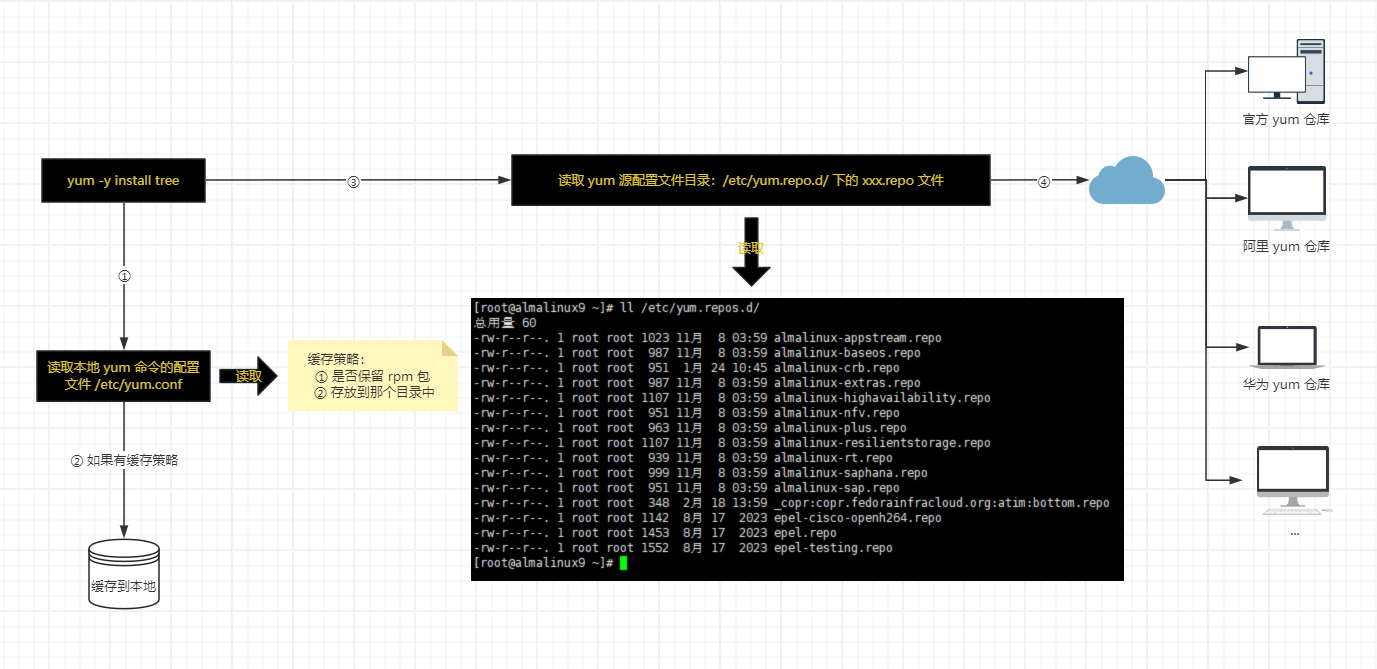 官方 yum 仓库
yum -y install tree
③
读取 yum 源配置文件目录：/etc/yum.repo.d/ 下的 xxx.repo 文件
④
阿里 yum 仓库
读取
①
[root@almalinux9 ~]# ll /etc/yum.repos.d/
总用量 60
-rw-r--r--. 1 root root 1023 11月  8 03:59 almalinux-appstream.repo
-rw-r--r--. 1 root root  987 11月  8 03:59 almalinux-baseos.repo
-rw-r--r--. 1 root root  951  1月 24 10:45 almalinux-crb.repo
-rw-r--r--. 1 root root  987 11月  8 03:59 almalinux-extras.repo
-rw-r--r--. 1 root root 1107 11月  8 03:59 almalinux-highavailability.repo
-rw-r--r--. 1 root root  951 11月  8 03:59 almalinux-nfv.repo
-rw-r--r--. 1 root root  963 11月  8 03:59 almalinux-plus.repo
-rw-r--r--. 1 root root 1107 11月  8 03:59 almalinux-resilientstorage.repo
-rw-r--r--. 1 root root  939 11月  8 03:59 almalinux-rt.repo
-rw-r--r--. 1 root root  999 11月  8 03:59 almalinux-saphana.repo
-rw-r--r--. 1 root root  951 11月  8 03:59 almalinux-sap.repo
-rw-r--r--. 1 root root  348  2月 18 13:59 _copr:copr.fedorainfracloud.org:atim:bottom.repo
-rw-r--r--. 1 root root 1142  8月 17  2023 epel-cisco-openh264.repo
-rw-r--r--. 1 root root 1453  8月 17  2023 epel.repo
-rw-r--r--. 1 root root 1552  8月 17  2023 epel-testing.repo
[root@almalinux9 ~]#
读取本地 yum 命令的配置
文件 /etc/yum.conf
读取
缓存策略：
① 是否保留 rpm 包
② 存放到那个目录中
华为 yum 仓库
② 如果有缓存策略
...
缓存到本地